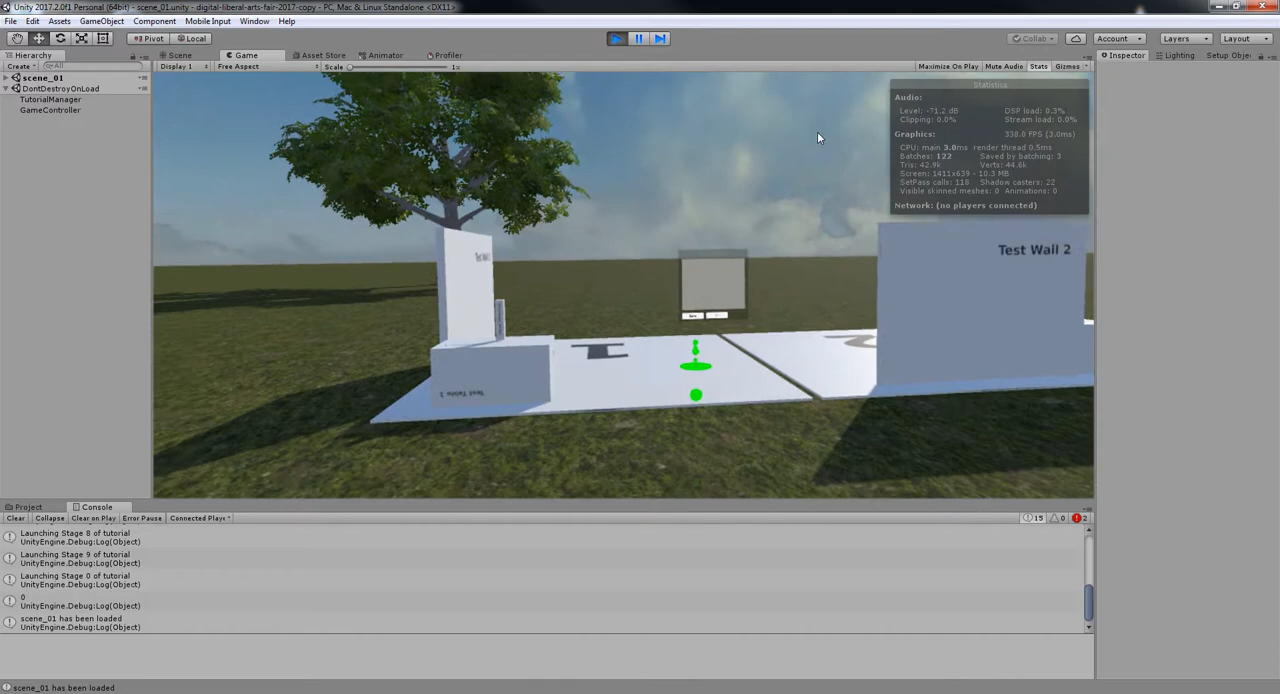 Unity 2017.2.0f1 Personal (64bit) - scene_01.unity - digital-liberal-arts-fair-2017-copy - PC, Mac & Linux Standalone <DX11>
File Edit Assets GameObject Component Mobile Input Window Help
Pivot Local Collab Account Layers Layout
Hierarchy Scene Game Asset Store Animator Profiler Inspector Lighting Setup Obje
Create All Display 1 Free Aspect Scale 1x Maximize On Play Mute Audio Stats Gizmos
scene_01
DontDestroyOnLoad
TutorialManager
GameController
Statistics
Audio:
Level: -71.2 dB DSP load: 0.3%
Clipping: 0.0% Stream load: 0.0%
Graphics: 338.0 FPS (3.0ms)
CPU: main 3.0ms render thread 0.5ms
Batches: 122 Saved by batching: 3
Tris: 42.9k Verts: 44.6k
Screen: 1411x639 - 10.3 MB
SetPass calls: 118 Shadow casters: 22
Visible skinned meshes: 0 Animations: 0
Network: (no players connected)
Test Wall 2
Project Console
Clear Collapse Clear on Play Error Pause Connected Playe 15 0 2
Launching Stage 8 of tutorial
UnityEngine.Debug:Log(Object)
Launching Stage 9 of tutorial
UnityEngine.Debug:Log(Object)
Launching Stage 0 of tutorial
UnityEngine.Debug:Log(Object)
0
UnityEngine.Debug:Log(Object)
scene_01 has been loaded
UnityEngine.Debug:Log(Object)
scene_01 has been loaded